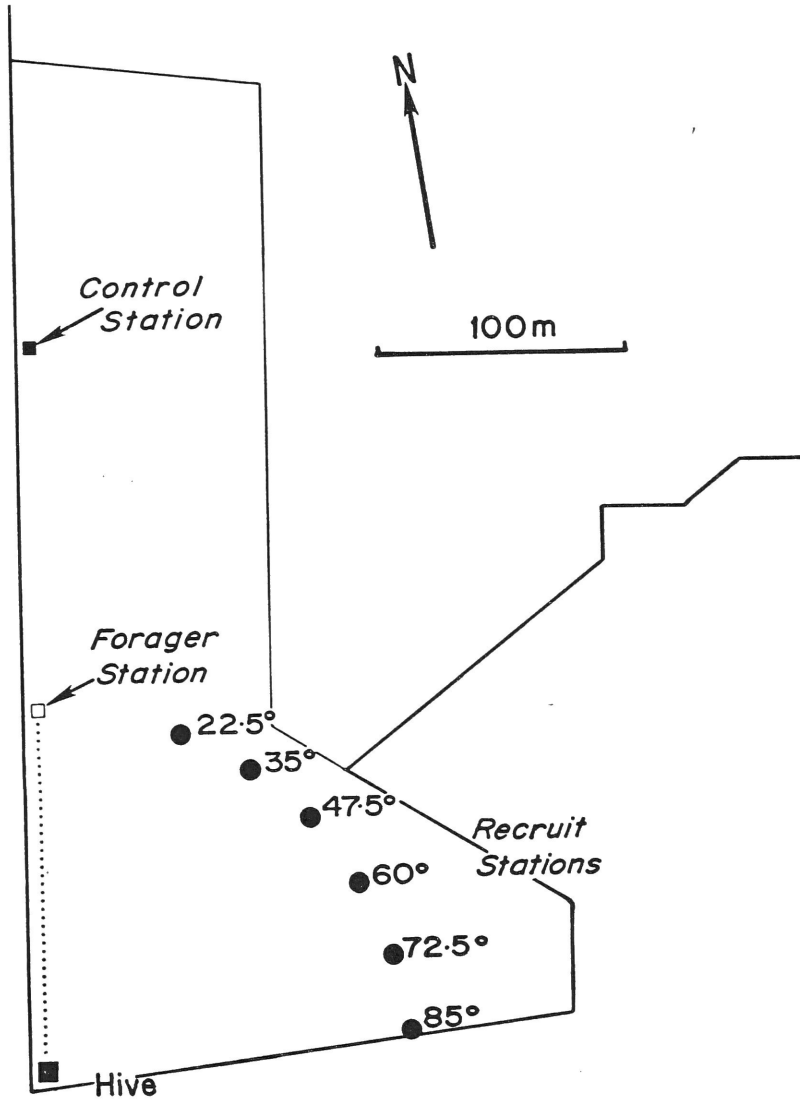 N
Control
Station
100m
Forager
Station
22·5°
35°
47·5°
Recruit
Stations
60°
72·5°
85°
Hive